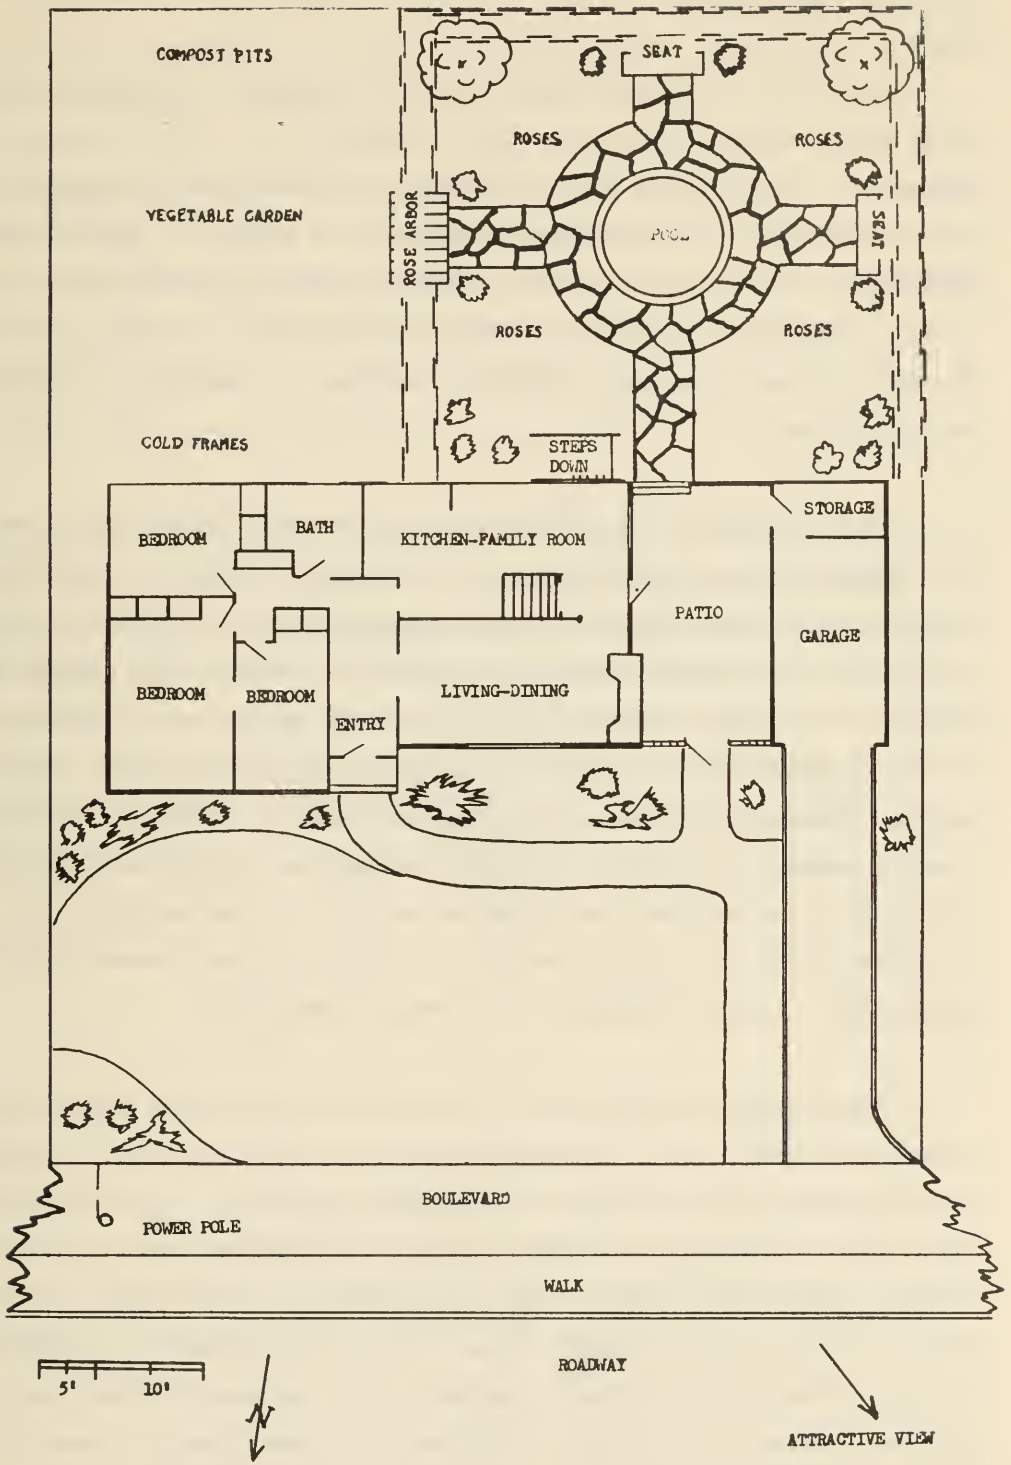 COMPOST PITS
SEAT
ROSES
ROSES
VEGETABLE GARDEN
ROSE ARBOR
POOL
SEAT
ROSES
ROSES
COLD FRAMES
STEPS
DOWN
BEDROOM
BATH
KITCHEN-FAMILY ROOM
STORAGE
PATIO
GARAGE
BEDROOM
BEDROOM
LIVING-DINING
ENTRY
BOULEVARD
POWER POLE
WALK
ROADWAY
5'
10'
N
ATTRACTIVE VIEW